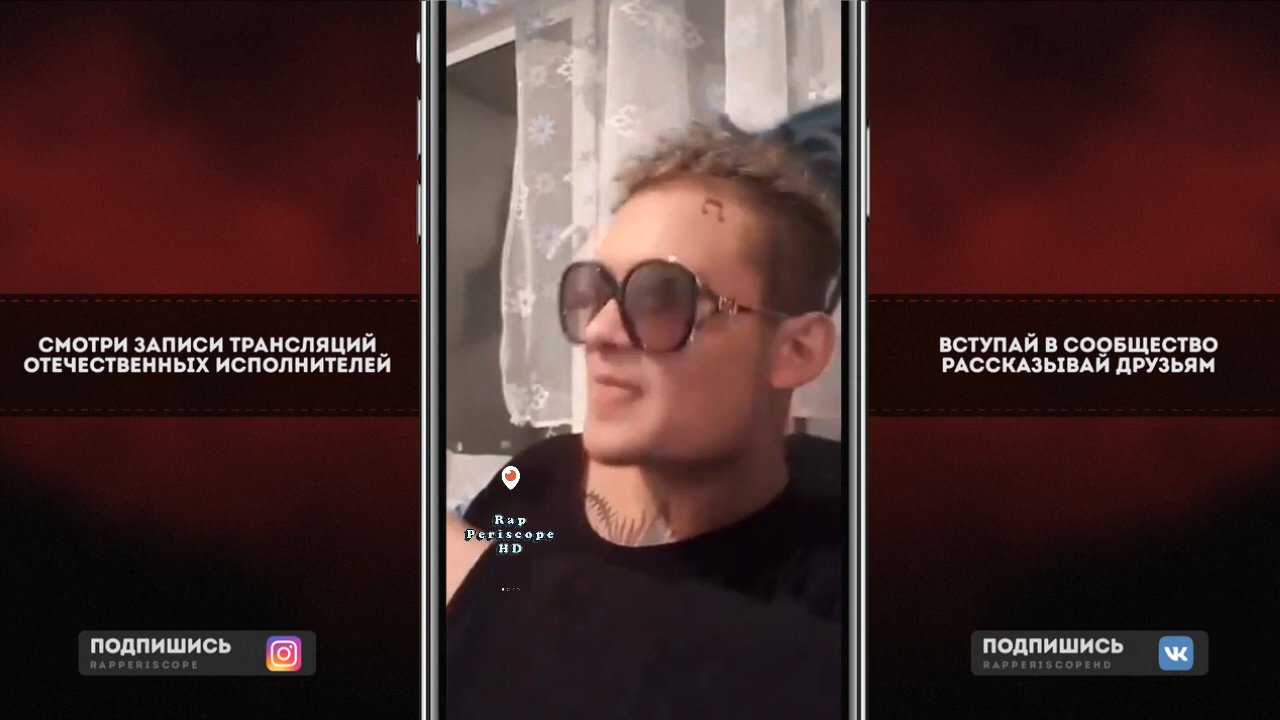 СМОТРИ ЗАПИСИ ТРАНСЛЯЦИЙ
ОТЕЧЕСТВЕННЫХ ИСПОЛНИТЕЛЕЙ
ВСТУПАЙ В СООБЩЕСТВО
РАССКАЗЫВАЙ ДРУЗЬЯМ
Rap
Periscope
HD
ПОДПИШИСЬ
RAPPERISCOPE
ПОДПИШИСЬ
RAPPERISCOPEHD